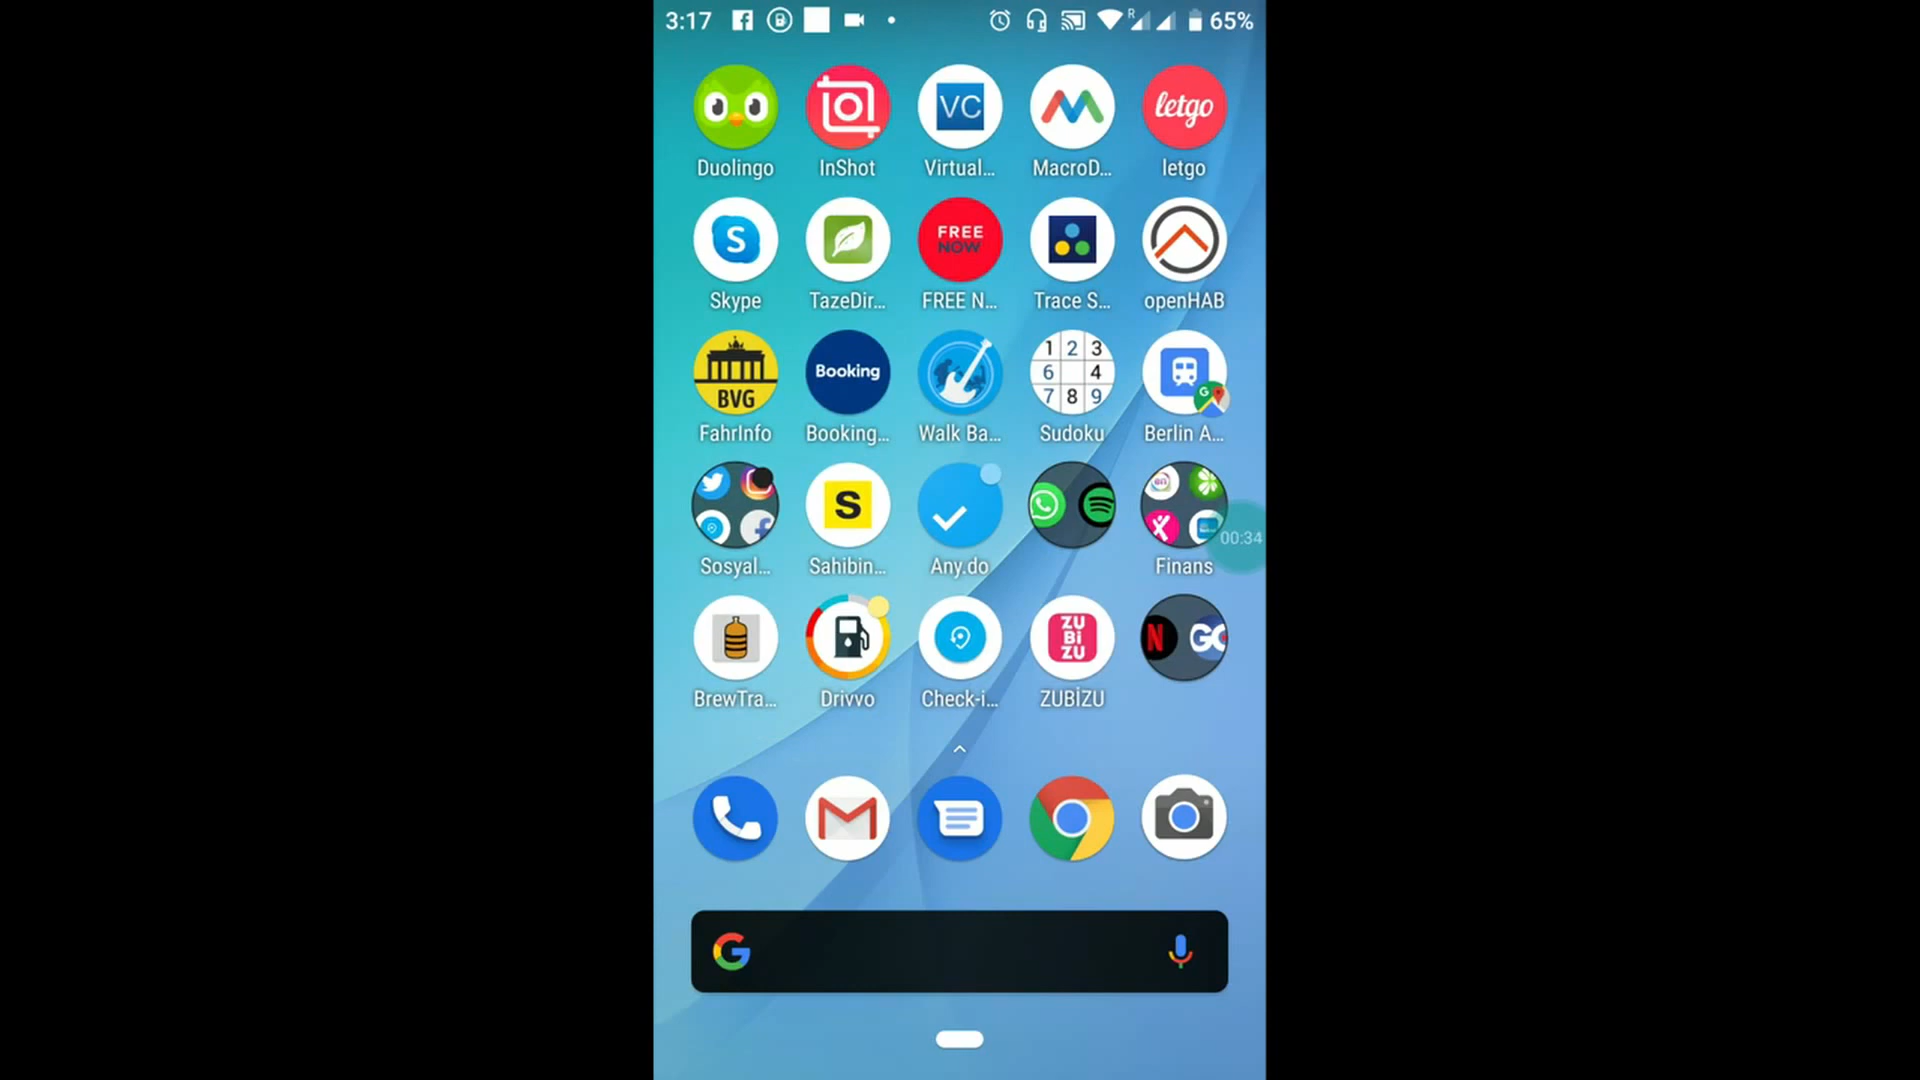 3:17 R 65%
VC letgo
Duolingo InShot Virtual... MacroD... letgo
S FREE NOW
Skype TazeDir... FREE N... Trace S... openHAB
BVG Booking 1 2 3 6 4 7 8 9 G
FahrInfo Booking... Walk Ba... Sudoku Berlin A...
S en 00:34
Sosyal... Sahibin... Any.do Finans
ZU Bi ZU N GO
BrewTra... Drivvo Check-i... ZUBİZU
G